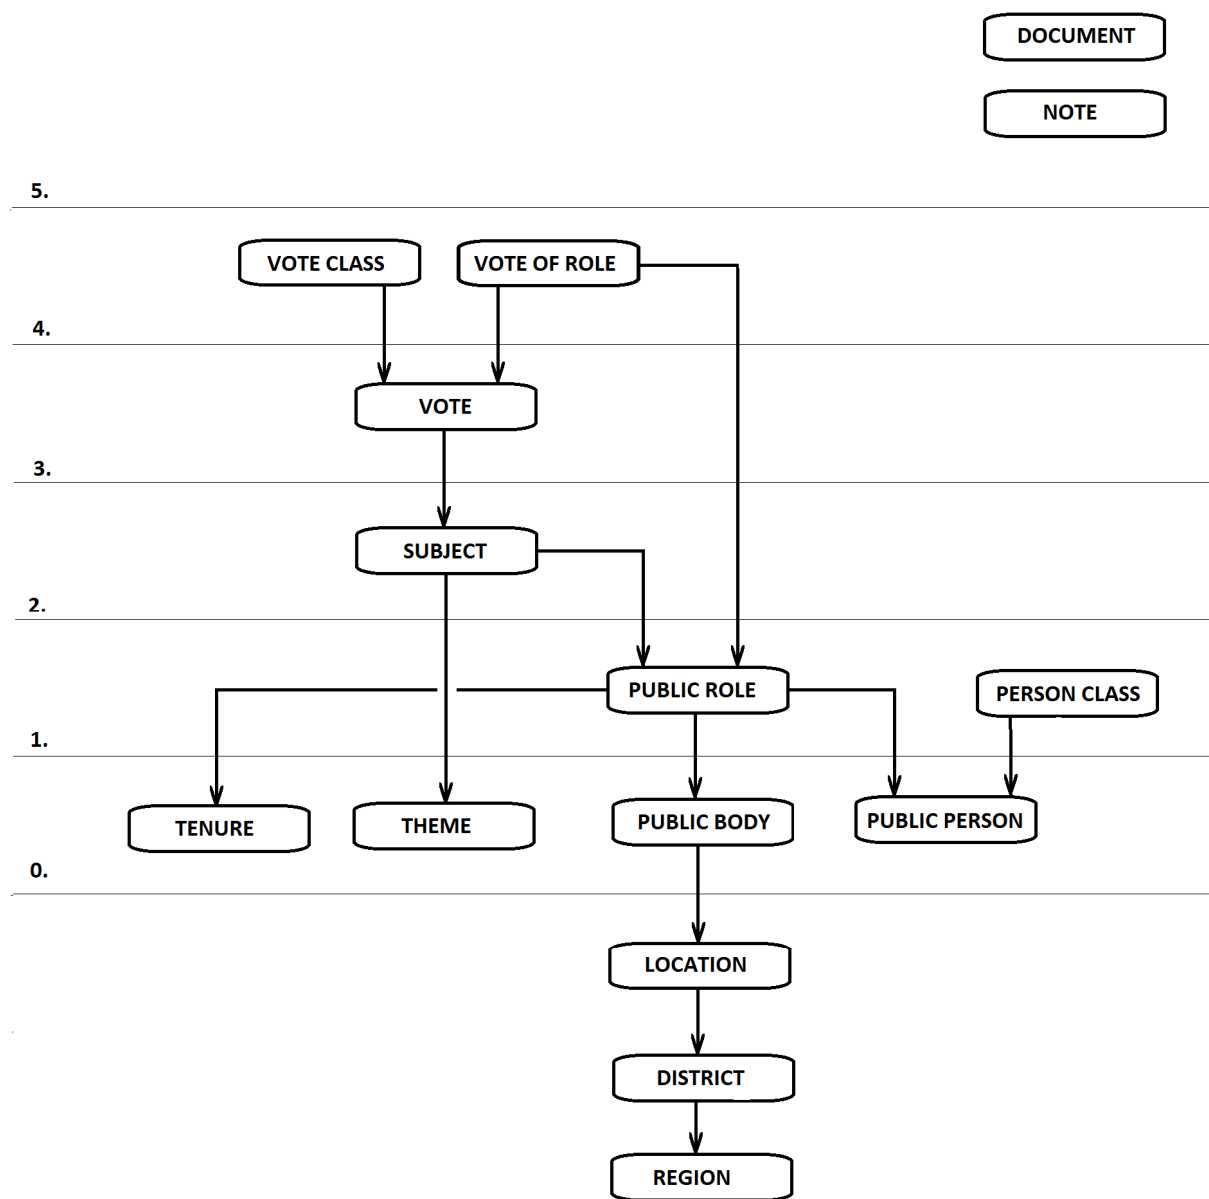 DOCUMENT
NOTE
5.
VOTE CLASS
VOTE OF ROLE
4.
VOTE
3.
SUBJECT
2.
PUBLIC ROLE
PERSON CLASS
1.
TENURE
THEME
PUBLIC BODY
PUBLIC PERSON
0.
LOCATION
DISTRICT
REGION